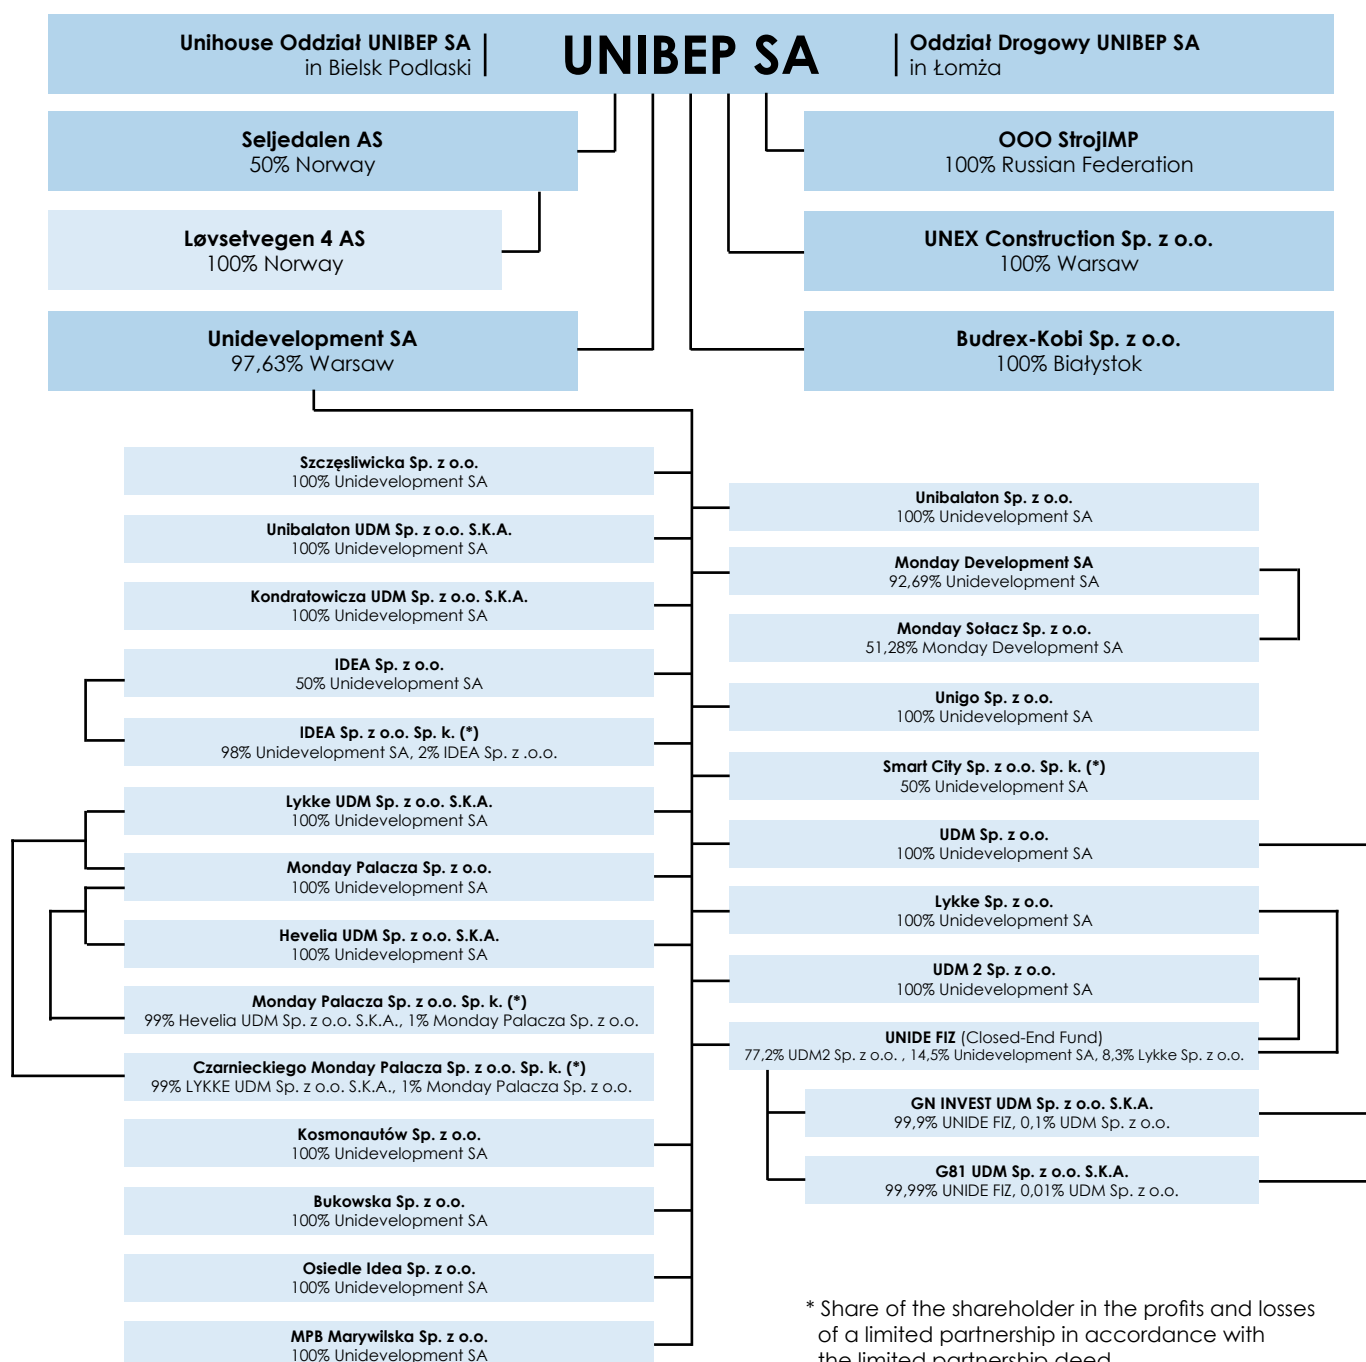 Unihouse Oddział UNIBEP SA
in Bielsk Podlaski
UNIBEP SA
Oddział Drogowy UNIBEP SA
in Łomża
Seljedalen AS
50% Norway
OOO StrojIMP
100% Russian Federation
Løvsetvegen 4 AS
100% Norway
UNEX Construction Sp. z o.o.
100% Warsaw
Unidevelopment SA
97,63% Warsaw
Budrex-Kobi Sp. z o.o.
100% Białystok
Szczęsliwicka Sp. z o.o.
100% Unidevelopment SA
Unibalaton UDM Sp. z o.o. S.K.A.
100% Unidevelopment SA
Kondratowicza UDM Sp. z o.o. S.K.A.
100% Unidevelopment SA
IDEA Sp. z o.o.
50% Unidevelopment SA
IDEA Sp. z o.o. Sp. k. (*)
98% Unidevelopment SA, 2% IDEA Sp. z .o.o.
Lykke UDM Sp. z o.o. S.K.A.
100% Unidevelopment SA
Monday Palacza Sp. z o.o.
100% Unidevelopment SA
Hevelia UDM Sp. z o.o. S.K.A.
100% Unidevelopment SA
Monday Palacza Sp. z o.o. Sp. k. (*)
99% Hevelia UDM Sp. z o.o. S.K.A., 1% Monday Palacza Sp. z o.o.
Czarnieckiego Monday Palacza Sp. z o.o. Sp. k. (*)
99% LYKKE UDM Sp. z o.o. S.K.A., 1% Monday Palacza Sp. z o.o.
Kosmonautów Sp. z o.o.
100% Unidevelopment SA
Bukowska Sp. z o.o.
100% Unidevelopment SA
Osiedle Idea Sp. z o.o.
100% Unidevelopment SA
MPB Marywilska Sp. z o.o.
100% Unidevelopment SA
Unibalaton Sp. z o.o.
100% Unidevelopment SA
Monday Development SA
92,69% Unidevelopment SA
Monday Sołacz Sp. z o.o.
51,28% Monday Development SA
Unigo Sp. z o.o.
100% Unidevelopment SA
Smart City Sp. z o.o. Sp. k. (*)
50% Unidevelopment SA
UDM Sp. z o.o.
100% Unidevelopment SA
Lykke Sp. z o.o.
100% Unidevelopment SA
UDM 2 Sp. z o.o.
100% Unidevelopment SA
UNIDE FIZ (Closed-End Fund)
77,2% UDM2 Sp. z o.o. , 14,5% Unidevelopment SA, 8,3% Lykke Sp. z o.o.
GN INVEST UDM Sp. z o.o. S.K.A.
99,9% UNIDE FIZ, 0,1% UDM Sp. z o.o.
G81 UDM Sp. z o.o. S.K.A.
99,99% UNIDE FIZ, 0,01% UDM Sp. z o.o.
* Share of the shareholder in the profits and losses
of a limited partnership in accordance with
the limited partnership deed